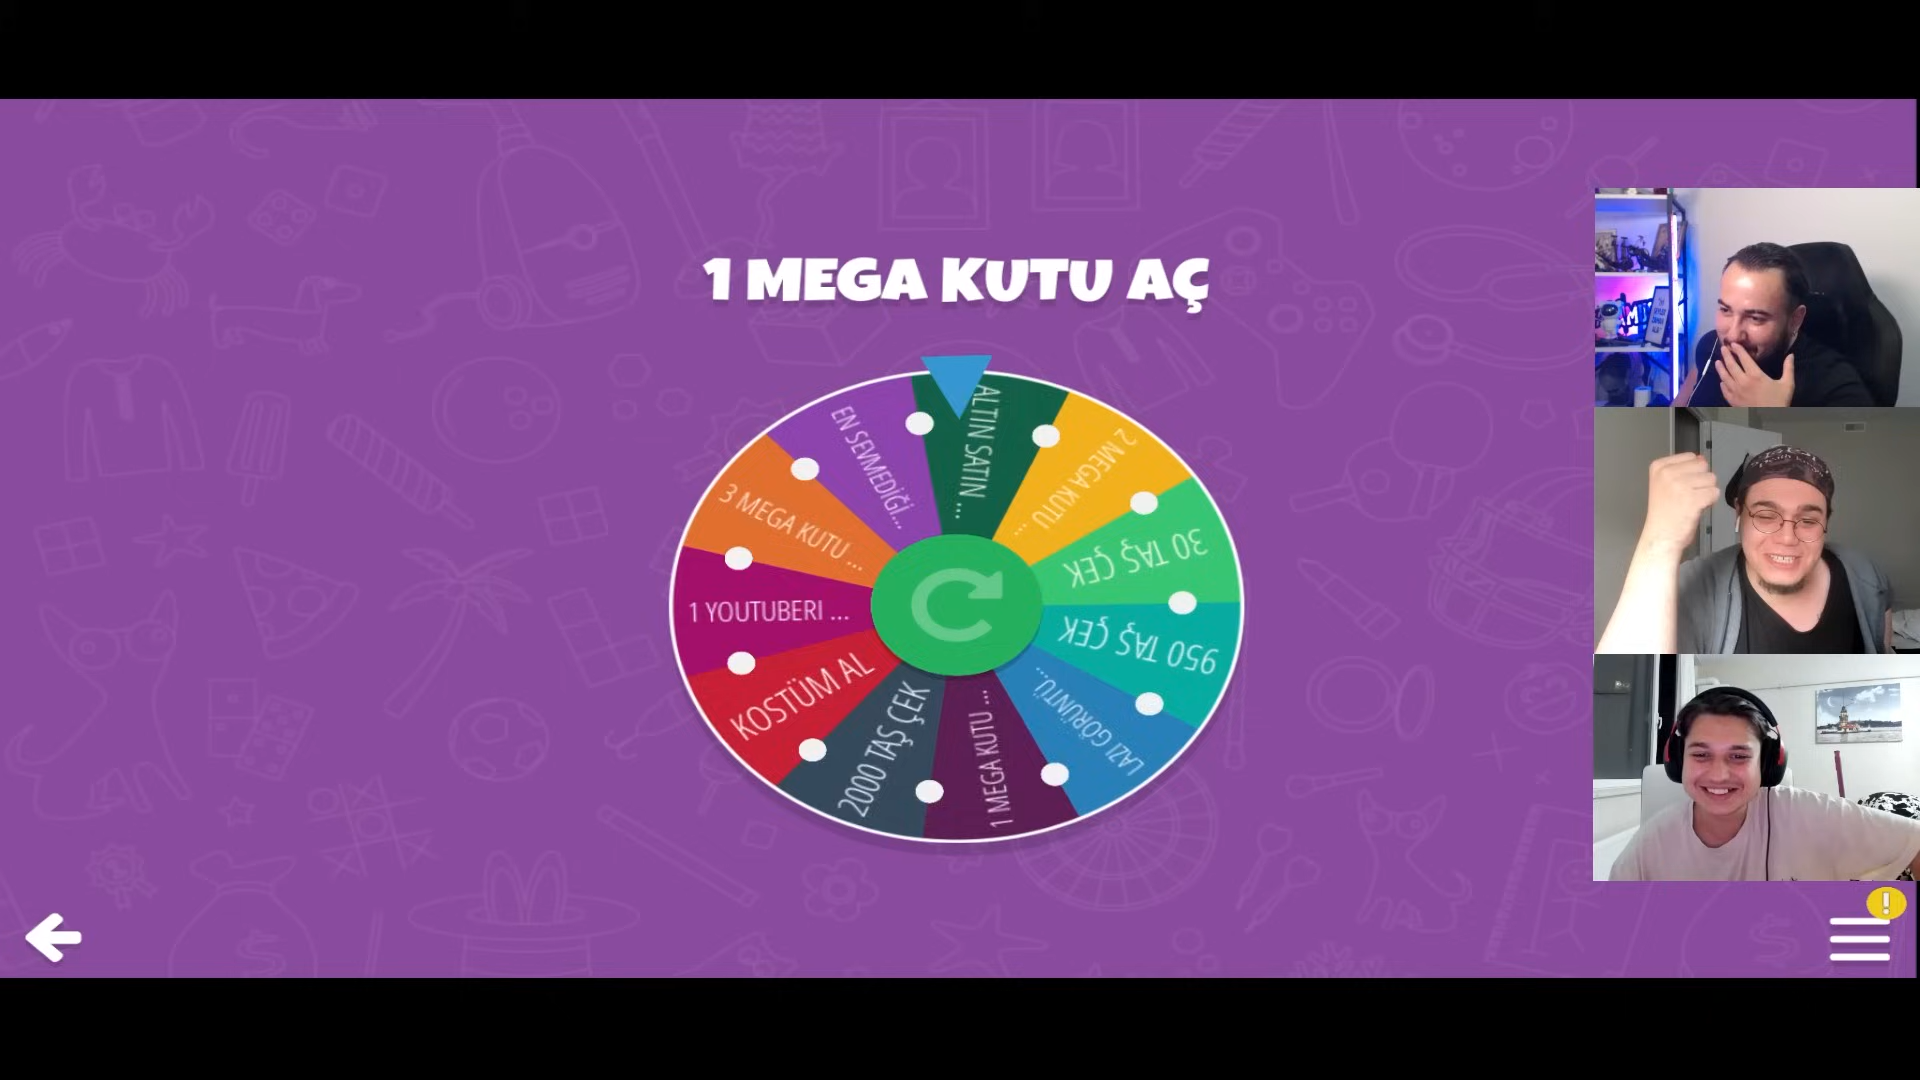 1 MEGA KUTU AÇ
ALTIN SATIN ...
2 MEGA KUTU ...
30 TAŞ ÇEK
950 TAŞ ÇEK
LAZI GÖRÜNTÜ...
1 MEGA KUTU ...
2000 TAŞ ÇEK
KOSTÜM AL
1 YOUTUBERI ...
3 MEGA KUTU ...
EN SEVMEDİĞİ...
!